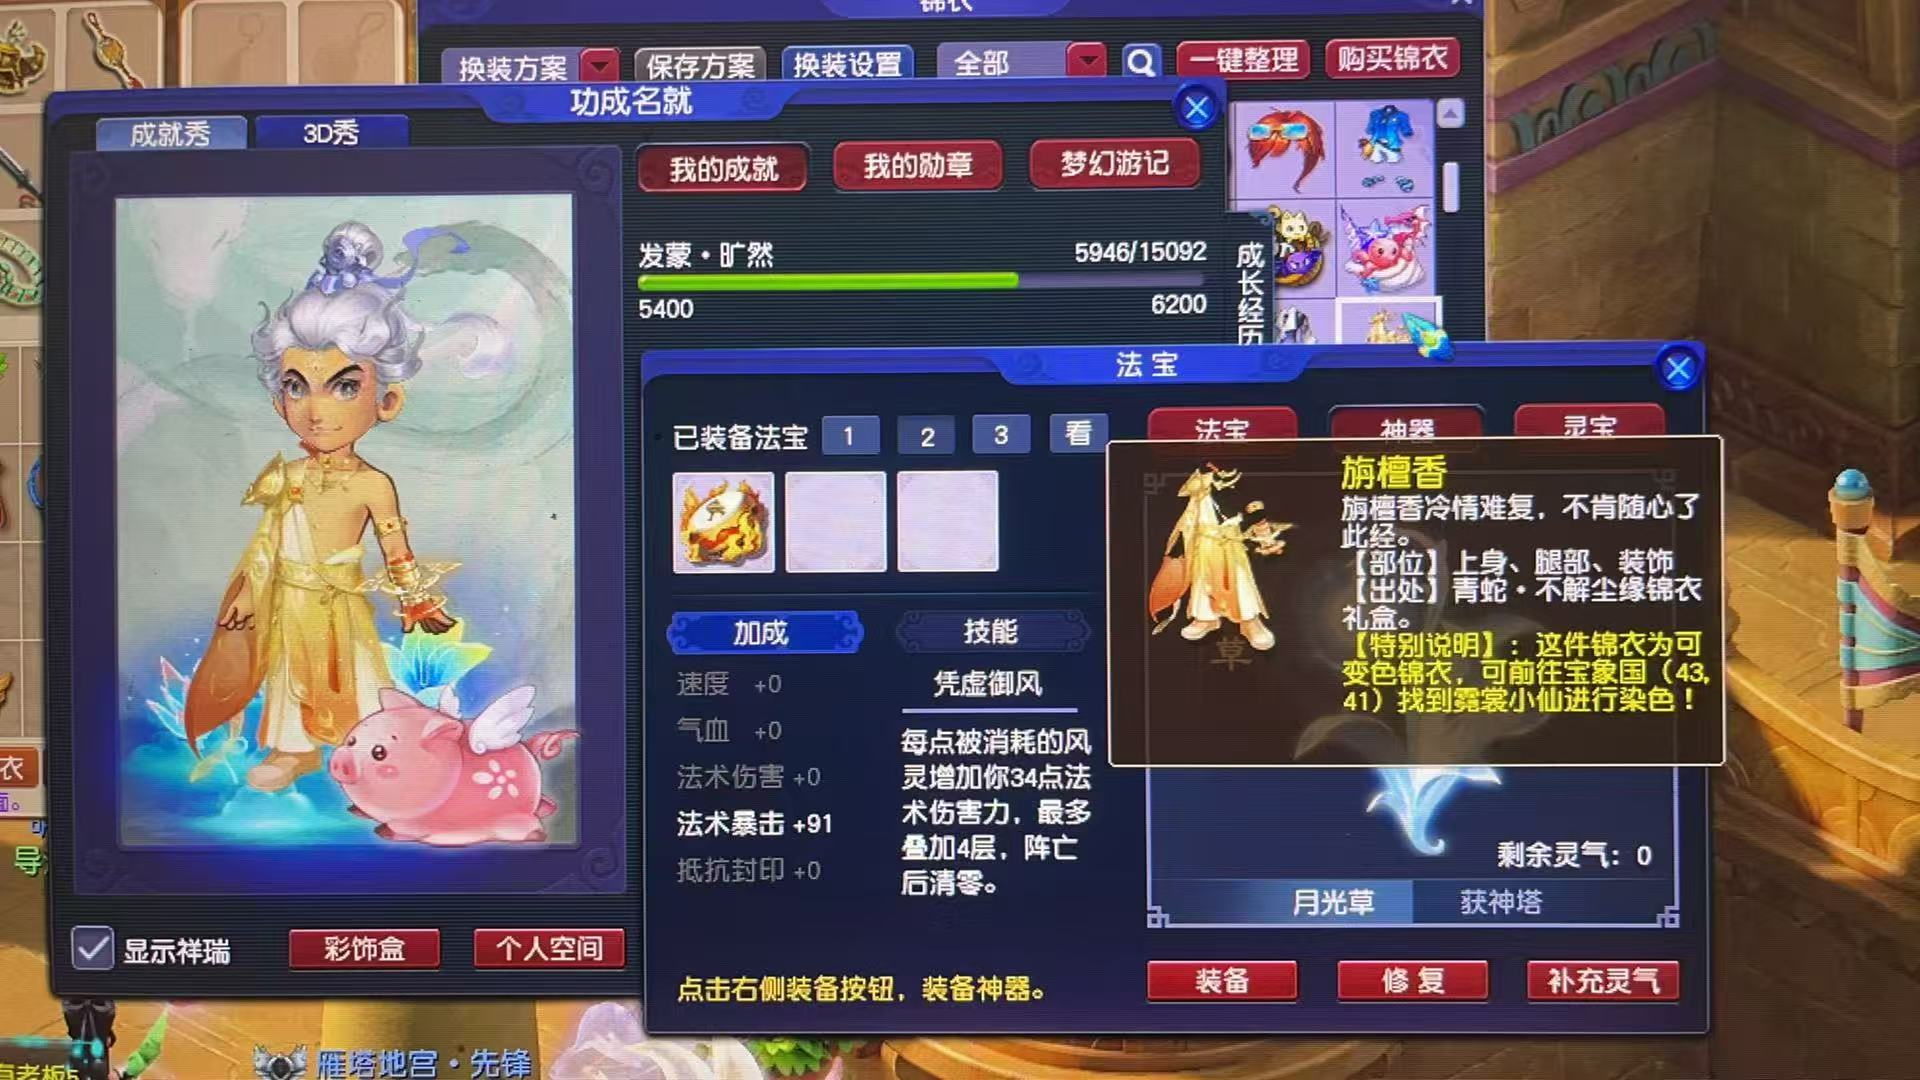 锦衣
换装方案
保存方案
换装设置
全部
一键整理
购买锦衣
功成名就
成就秀
3D秀
我的成就
我的勋章
梦幻游记
发蒙·旷然
5946/15092
5400
6200
成长经历
法宝
已装备法宝
1
2
3
看
法宝
神器
灵宝
旃檀香
旃檀香冷情难复，不肯随心了
此经。
【部位】上身、腿部、装饰
【出处】青蛇·不解尘缘锦衣
礼盒。
【特别说明】：这件锦衣为可
变色锦衣，可前往宝象国（43,
41）找到霓裳小仙进行染色！
草
加成
技能
速度 +0
气血 +0
法术伤害 +0
法术暴击 +91
抵抗封印 +0
凭虚御风
每点被消耗的风
灵增加你34点法
术伤害力，最多
叠加4层，阵亡
后清零。
剩余灵气：0
月光草
获神塔
点击右侧装备按钮，装备神器。
装备
修复
补充灵气
显示祥瑞
彩饰盒
个人空间
衣
面。
导
雁塔地宫·先锋
老板